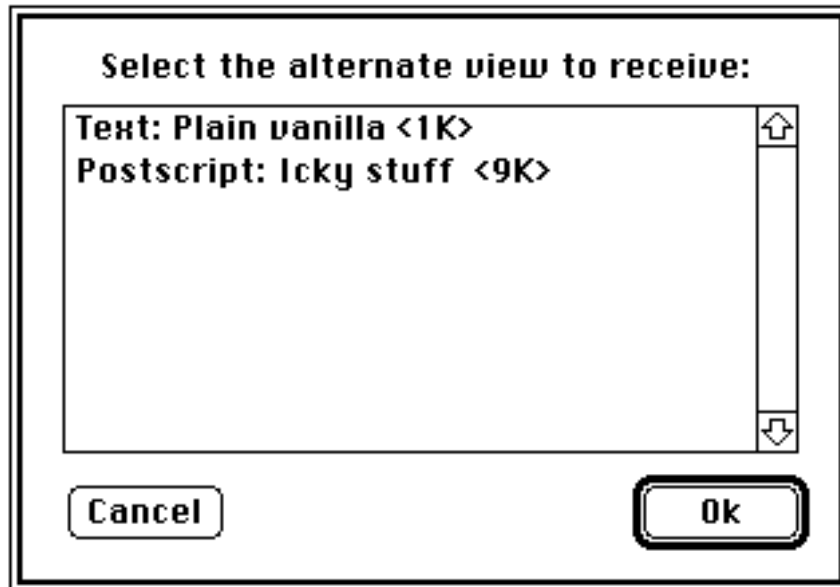 Select the alternate view to receive:
Text: Plain vanilla <1K>
Postscript: Icky stuff <9K>
Cancel
Ok